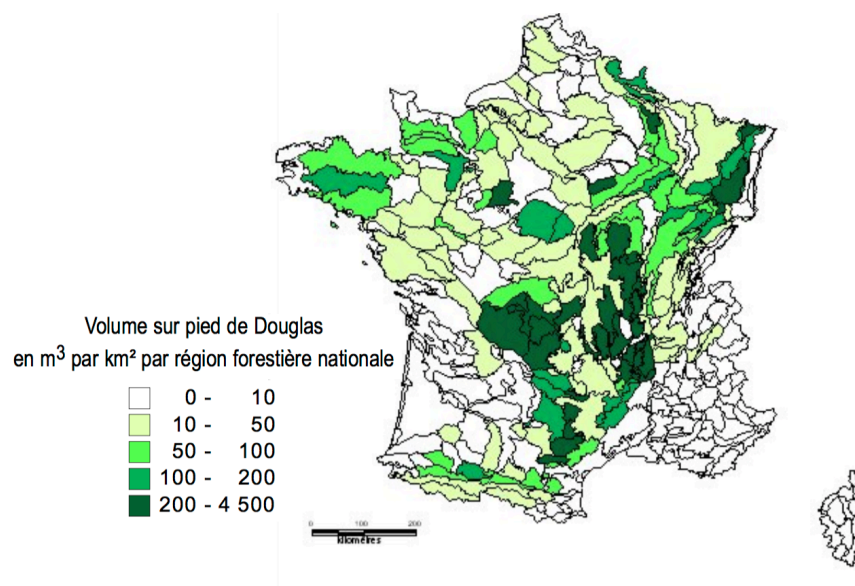 Volume sur pied de Douglas
en m³ par km² par région forestière nationale
0 - 10
10 - 50
50 - 100
100 - 200
200 - 4 500
0 100 200
kilomètres